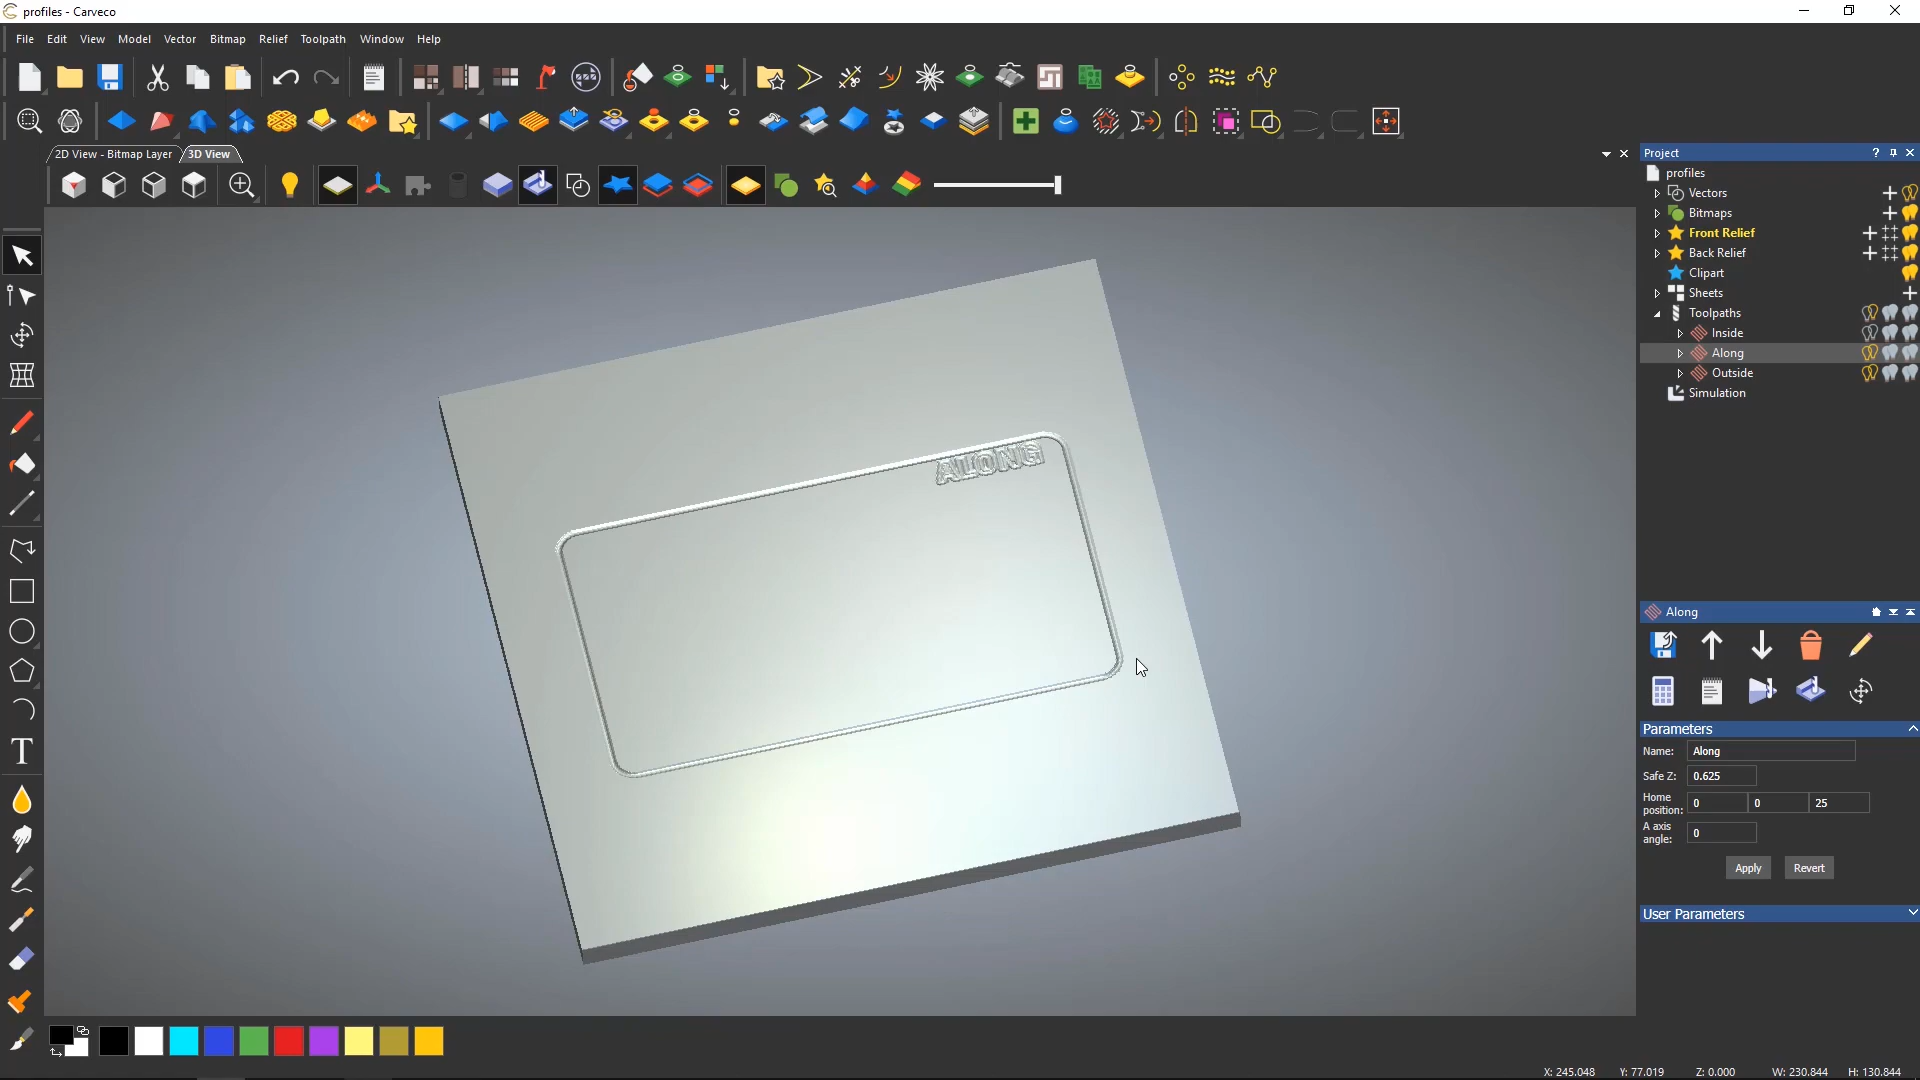 profiles - Carveco
File Edit View Model Vector Bitmap Relief Toolpath Window Help
2D View - Bitmap Layer 3D View
Project ?
profiles
Vectors
Bitmaps
Front Relief
Back Relief
Clipart
Sheets
Toolpaths
Inside
Along
Outside
Simulation
ALONG
Along
Parameters
Name: Along
Safe Z: 0.625
Home position: 0 0 25
A axis angle: 0
Apply Revert
User Parameters
T
X: 245.048 Y: 77.019 Z: 0.000 W: 230.844 H: 130.844